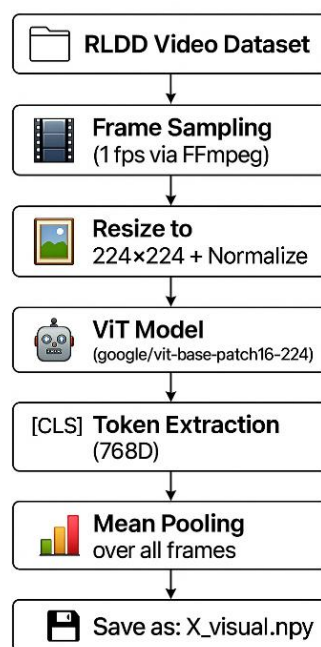 RLDD Video Dataset
Frame Sampling
(1 fps via FFmpeg)
Resize to
224×224 + Normalize
ViT Model
(google/vit-base-patch16-224)
[CLS] Token Extraction
(768D)
Mean Pooling
over all frames
Save as: X_visual.npy